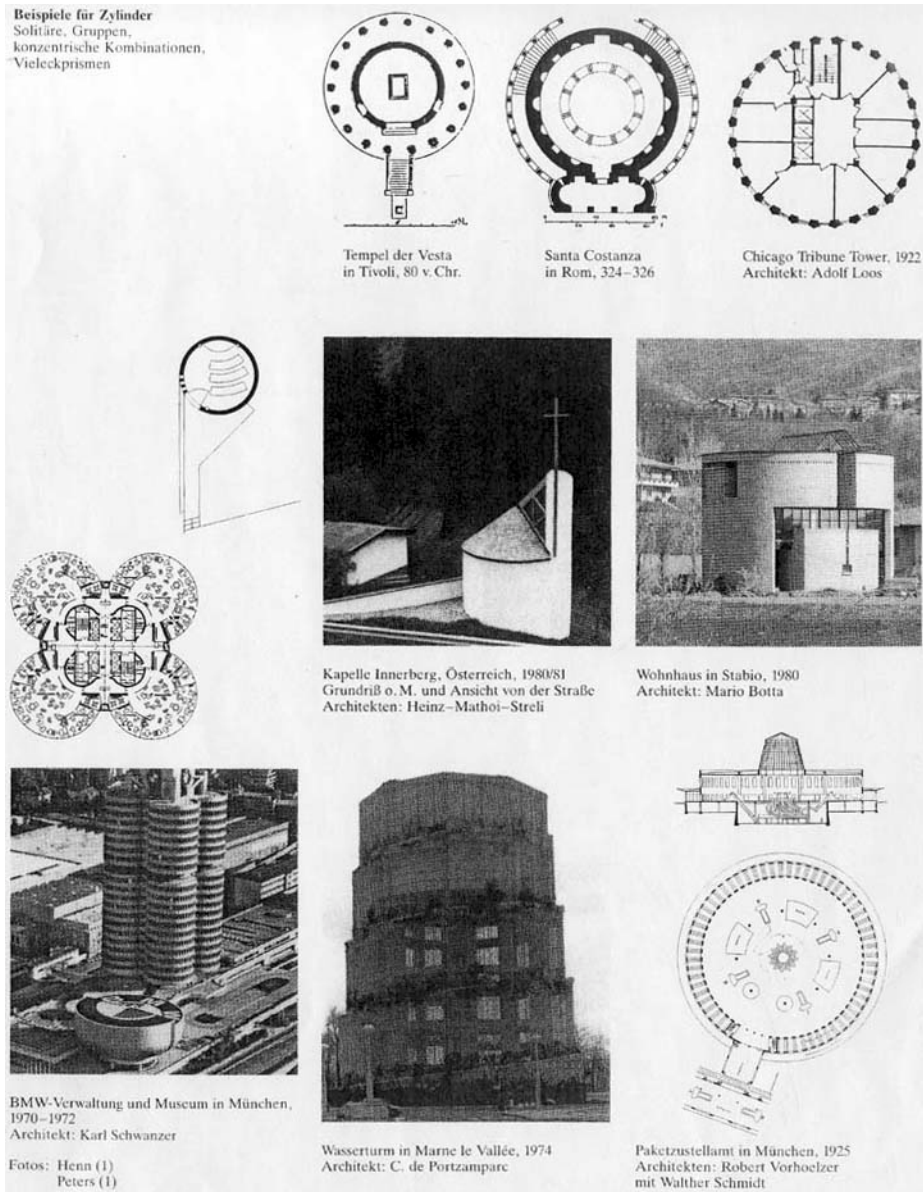 Beispiele für Zylinder
Solitäre, Gruppen,
konzentrische Kombinationen,
Vieleckprismen
Tempel der Vesta
in Tivoli, 80 v. Chr.
Santa Costanza
in Rom, 324–326
Chicago Tribune Tower, 1922
Architekt: Adolf Loos
Kapelle Innerberg, Österreich, 1980/81
Grundriß o. M. und Ansicht von der Straße
Architekten: Heinz–Mathoi–Streli
Wohnhaus in Stabio, 1980
Architekt: Mario Botta
BMW-Verwaltung und Museum in München,
1970–1972
Architekt: Karl Schwanzer
Fotos: Henn (1)
Peters (1)
Wasserturm in Marne le Vallée, 1974
Architekt: C. de Portzamparc
Paketzustellamt in München, 1925
Architekten: Robert Vorhoelzer
mit Walther Schmidt